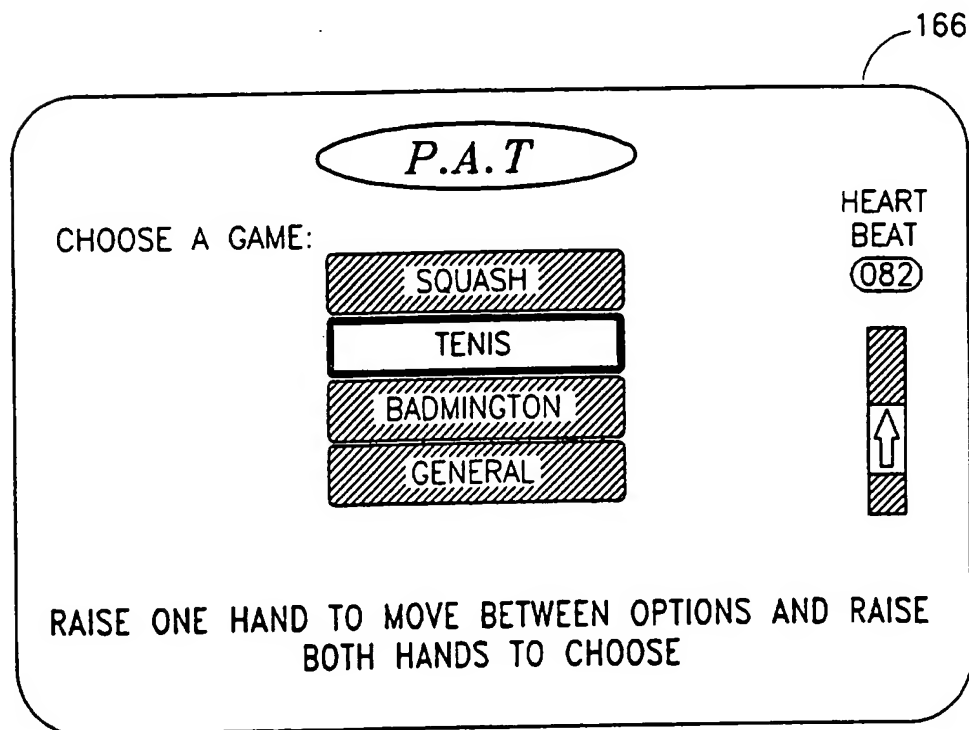 166
P.A.T
CHOOSE A GAME:
HEART
BEAT
082
SQUASH
TENIS
BADMINGTON
GENERAL
RAISE ONE HAND TO MOVE BETWEEN OPTIONS AND RAISE
BOTH HANDS TO CHOOSE